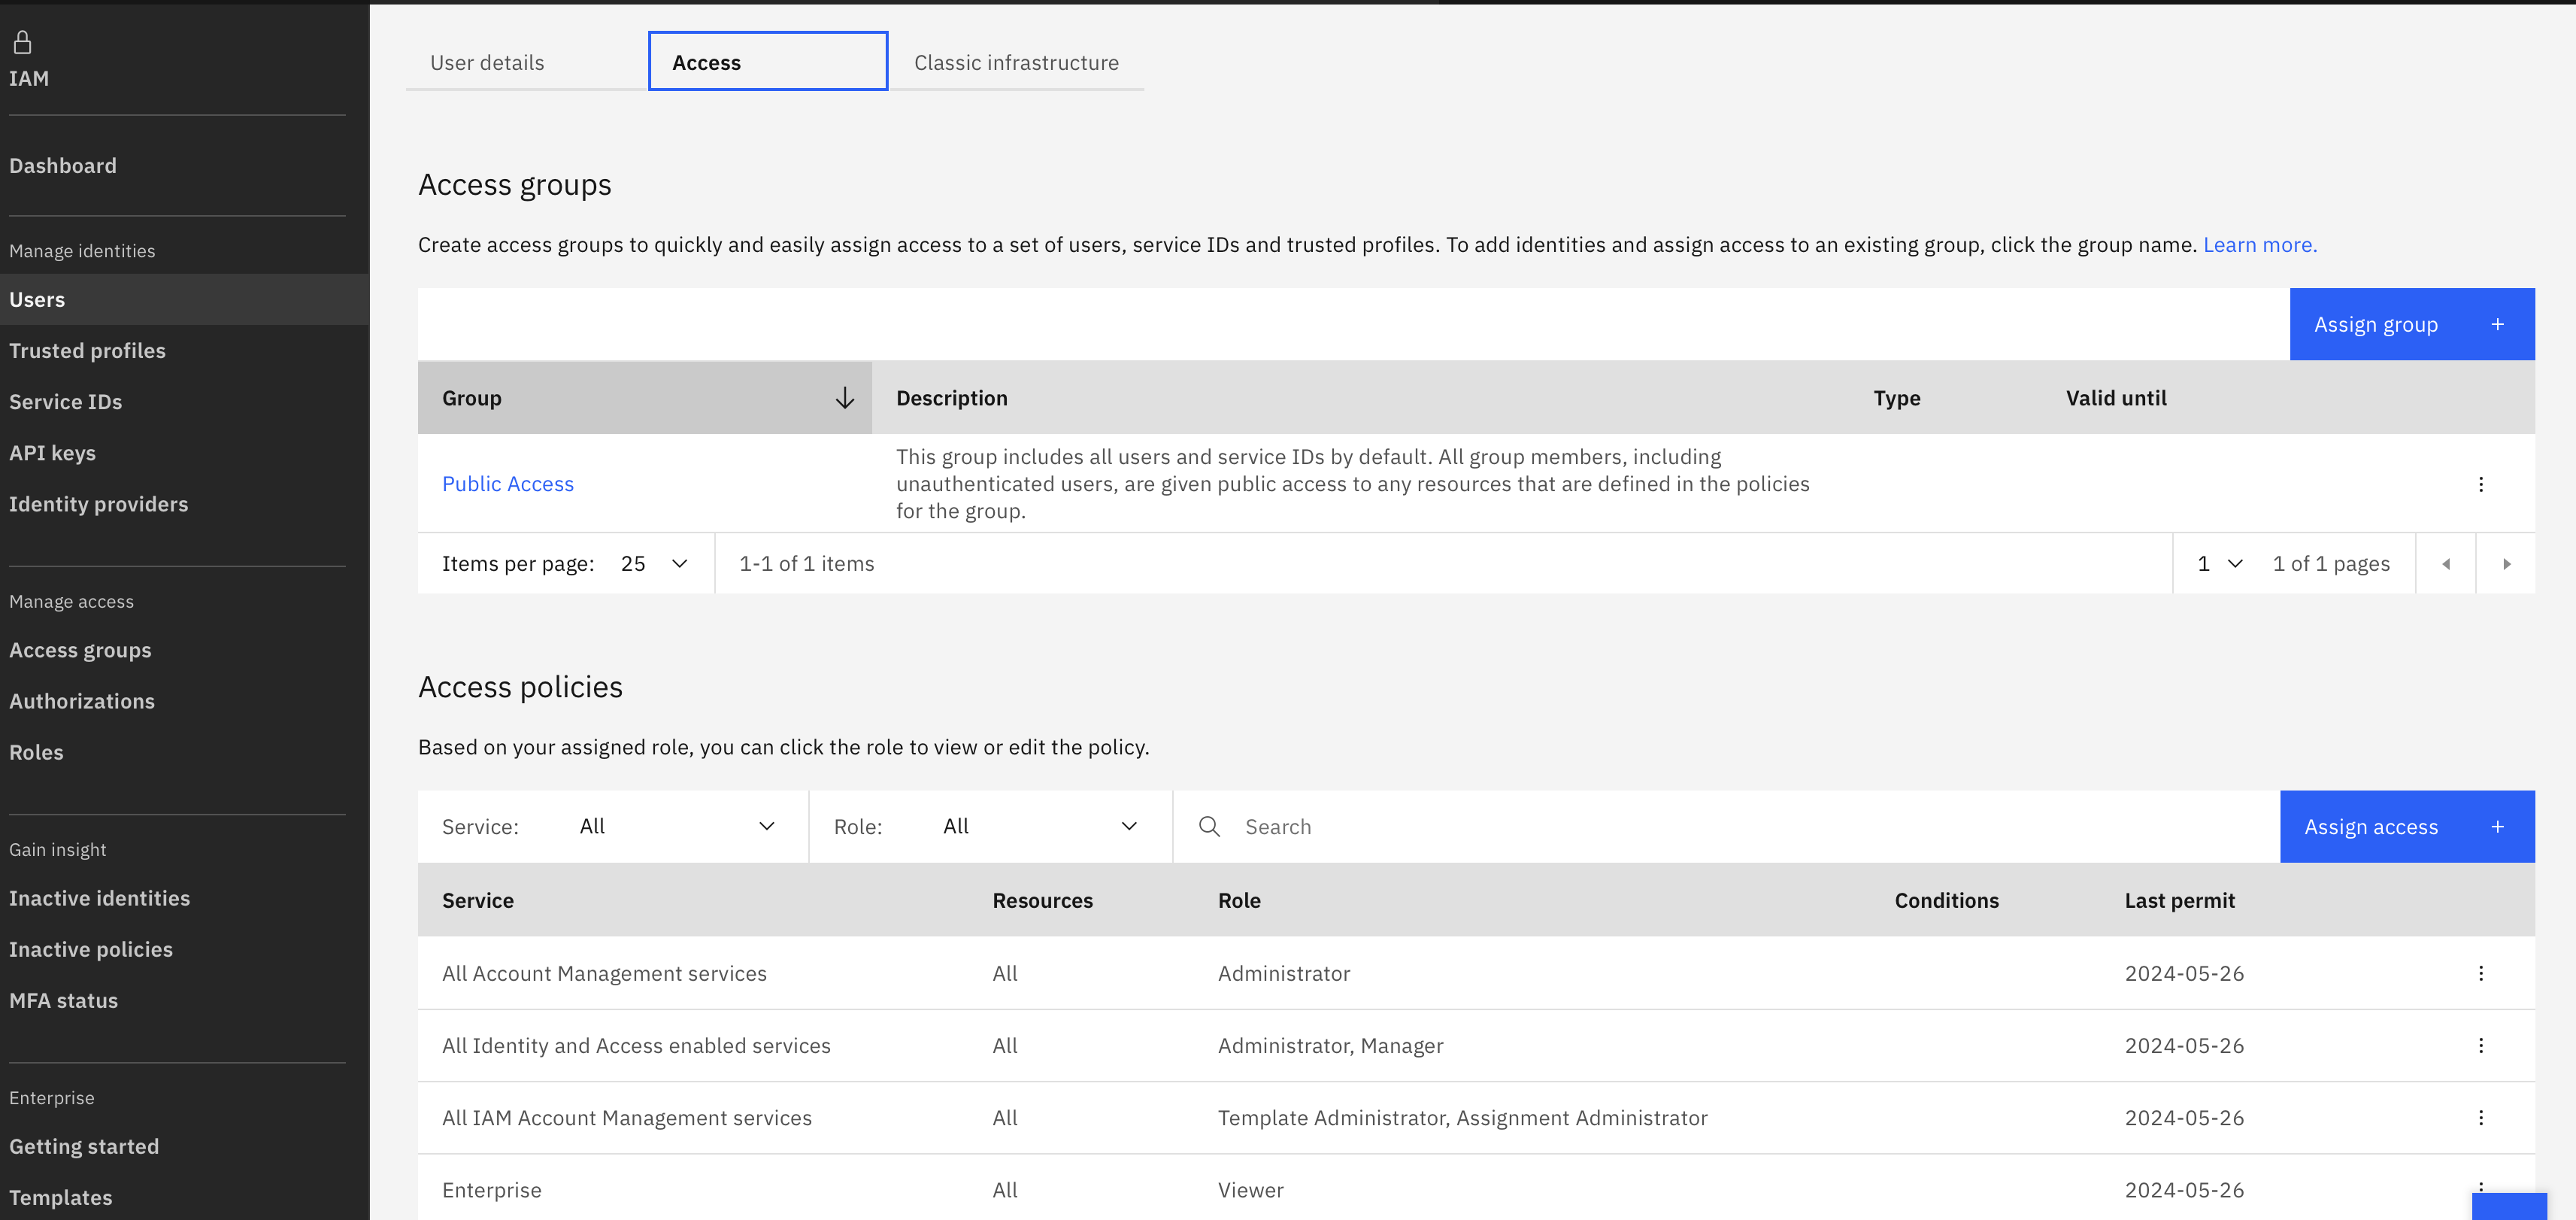 IAM
Dashboard
Manage identities
Users
Trusted profiles
Service IDs
API keys
Identity providers
Manage access
Access groups
Authorizations
Roles
Gain insight
Inactive identities
Inactive policies
MFA status
Enterprise
Getting started
Templates
User details Access Classic infrastructure
Access groups
Create access groups to quickly and easily assign access to a set of users, service IDs and trusted profiles. To add identities and assign access to an existing group, click the group name. Learn more.
Assign group +
Group Description Type Valid until
Public Access
This group includes all users and service IDs by default. All group members, including
unauthenticated users, are given public access to any resources that are defined in the policies
for the group.
Items per page: 25 1-1 of 1 items 1 1 of 1 pages
Access policies
Based on your assigned role, you can click the role to view or edit the policy.
Service: All Role: All Search Assign access +
Service Resources Role Conditions Last permit
All Account Management services All Administrator 2024-05-26
All Identity and Access enabled services All Administrator, Manager 2024-05-26
All IAM Account Management services All Template Administrator, Assignment Administrator 2024-05-26
Enterprise All Viewer 2024-05-26